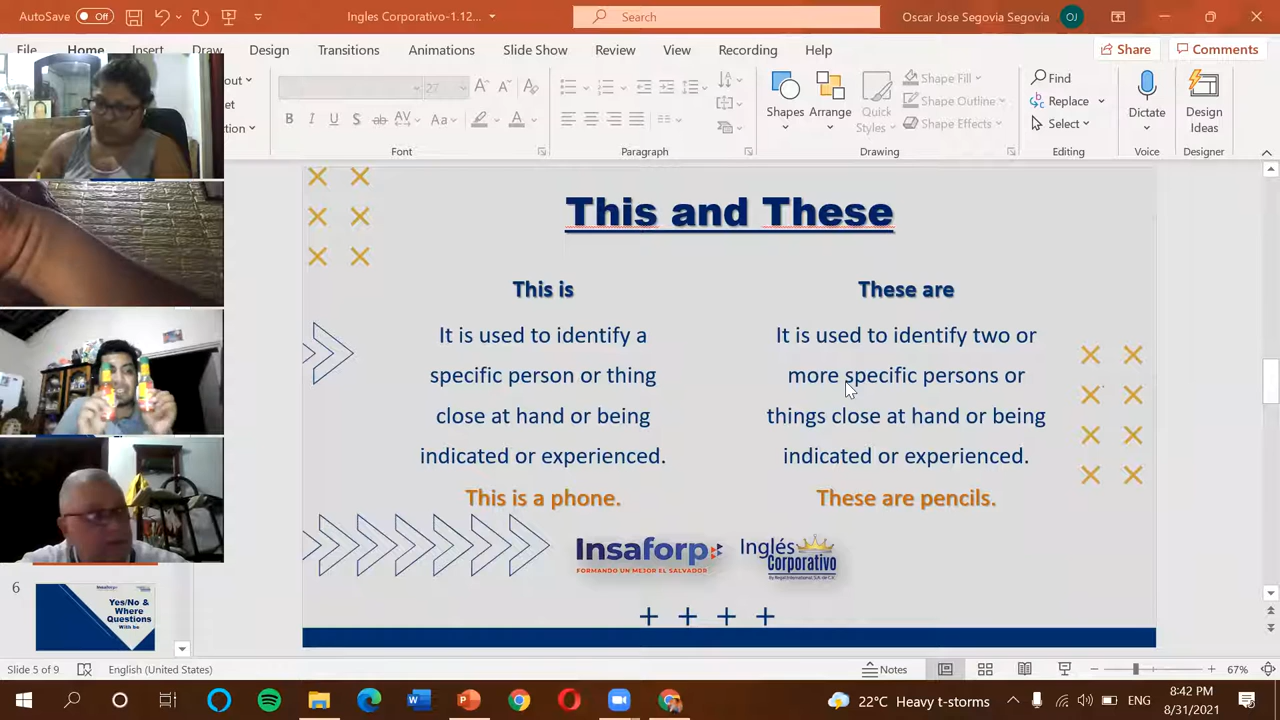 AutoSave Off
Ingles Corporativo-1.12...
Search
Oscar Jose Segovia Segovia OJ
File Home Insert Draw Design Transitions Animations Slide Show Review View Recording Help
Share Comments
Shapes
Arrange
Quick Styles
Shape Fill
Shape Outline
Shape Effects
Find
Replace
Select
Dictate
Design Ideas
Font
Paragraph
Drawing
Editing
Voice
Designer
This and These
This is
It is used to identify a
specific person or thing
close at hand or being
indicated or experienced.
This is a phone.
These are
It is used to identify two or
more specific persons or
things close at hand or being
indicated or experienced.
These are pencils.
Insaforp
FORMANDO UN MEJOR EL SALVADOR
Inglés
Corporativo
6
Yes/No &
Where
Questions
Will be
Slide 5 of 9
English (United States)
Notes
67%
22°C Heavy t-storms
ENG
8:42 PM
8/31/2021